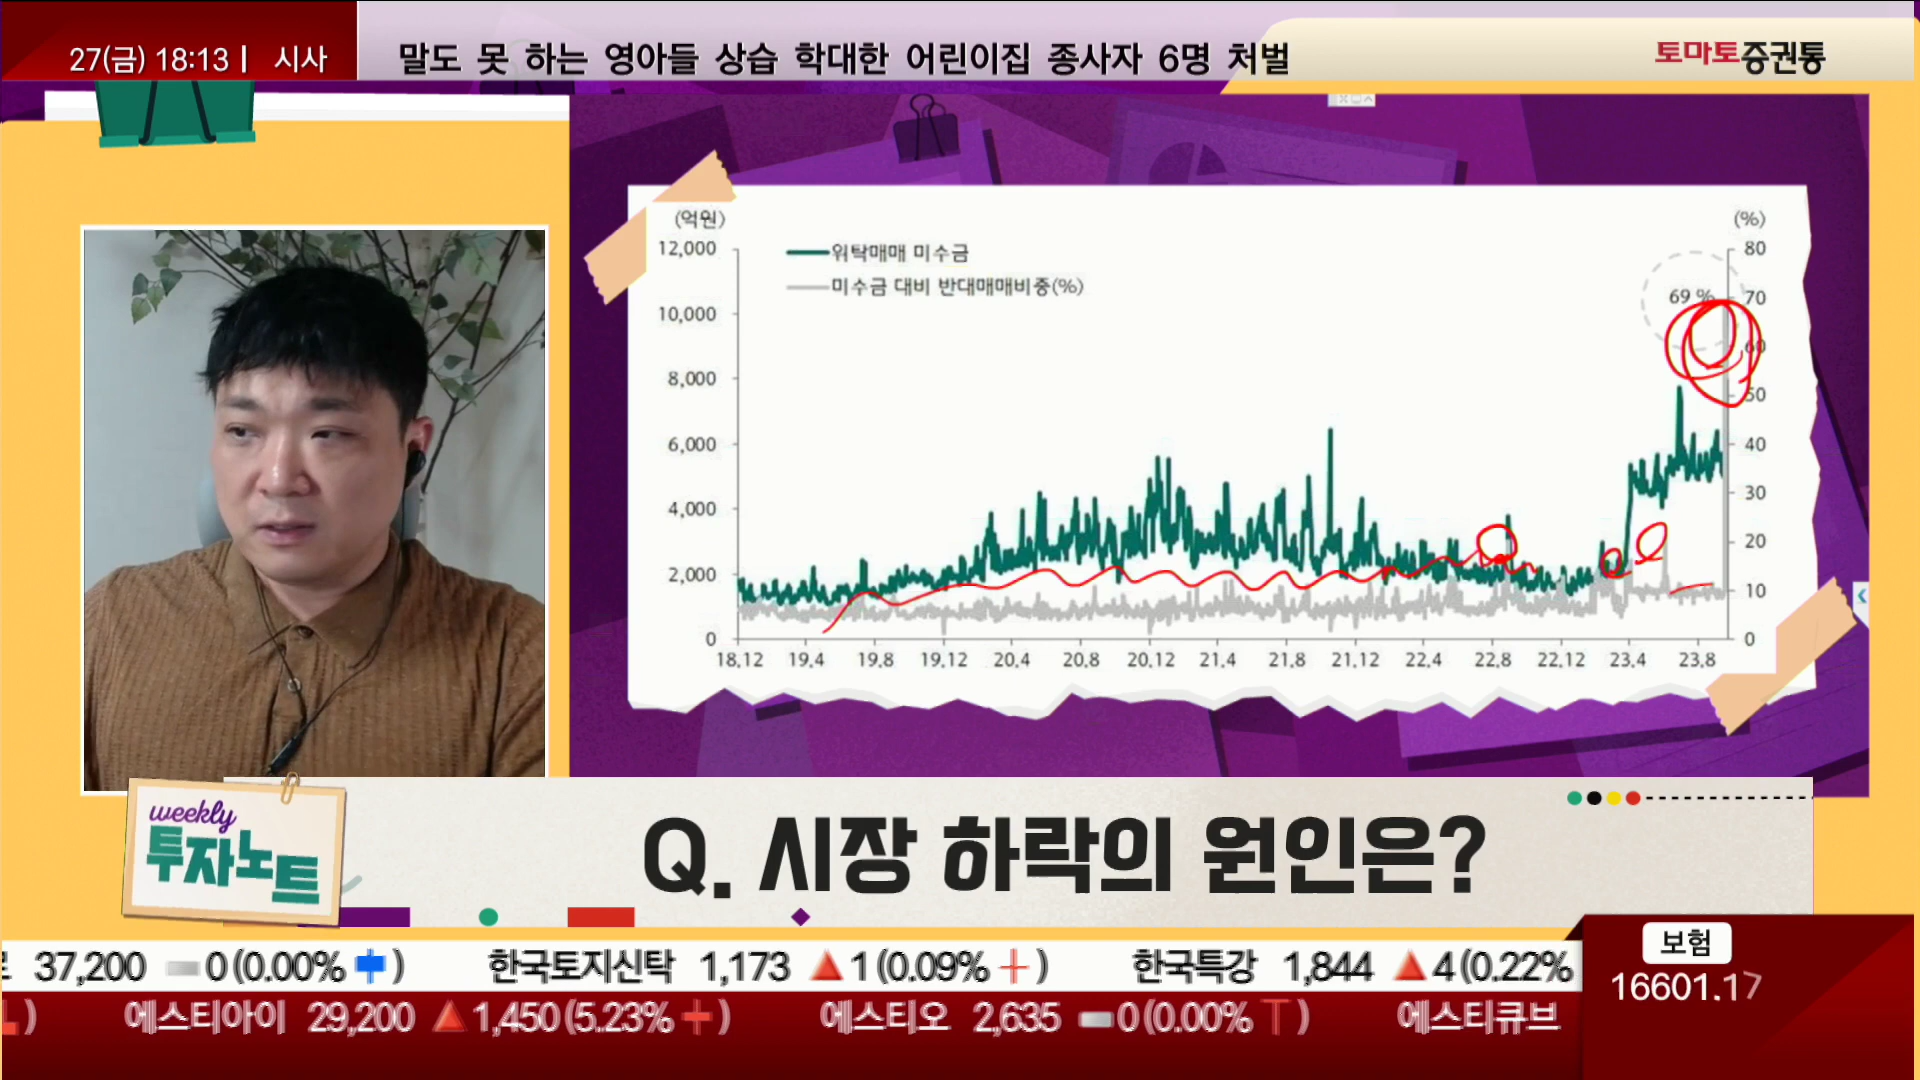 27(금) 18:13 | 시사
말도 못 하는 영아들 상습 학대한 어린이집 종사자 6명 처벌
토마토증권통
(억원)
(%)
위탁매매 미수금
미수금 대비 반대매매비중(%)
12,000
10,000
8,000
6,000
4,000
2,000
0
69 %
80
70
60
50
40
30
20
10
0
18.12 19.4 19.8 19.12 20.4 20.8 20.12 21.4 21.8 21.12 22.4 22.8 22.12 23.4 23.8
weekly
투자노트
Q. 시장 하락의 원인은?
37,200 0(0.00% ) 한국토지신탁 1,173 ▲1(0.09% ) 한국특강 1,844 ▲4(0.22%
보험
16601.17
) 에스티아이 29,200 ▲1,450(5.23% ) 에스티오 2,635 0(0.00% ) 에스티큐브